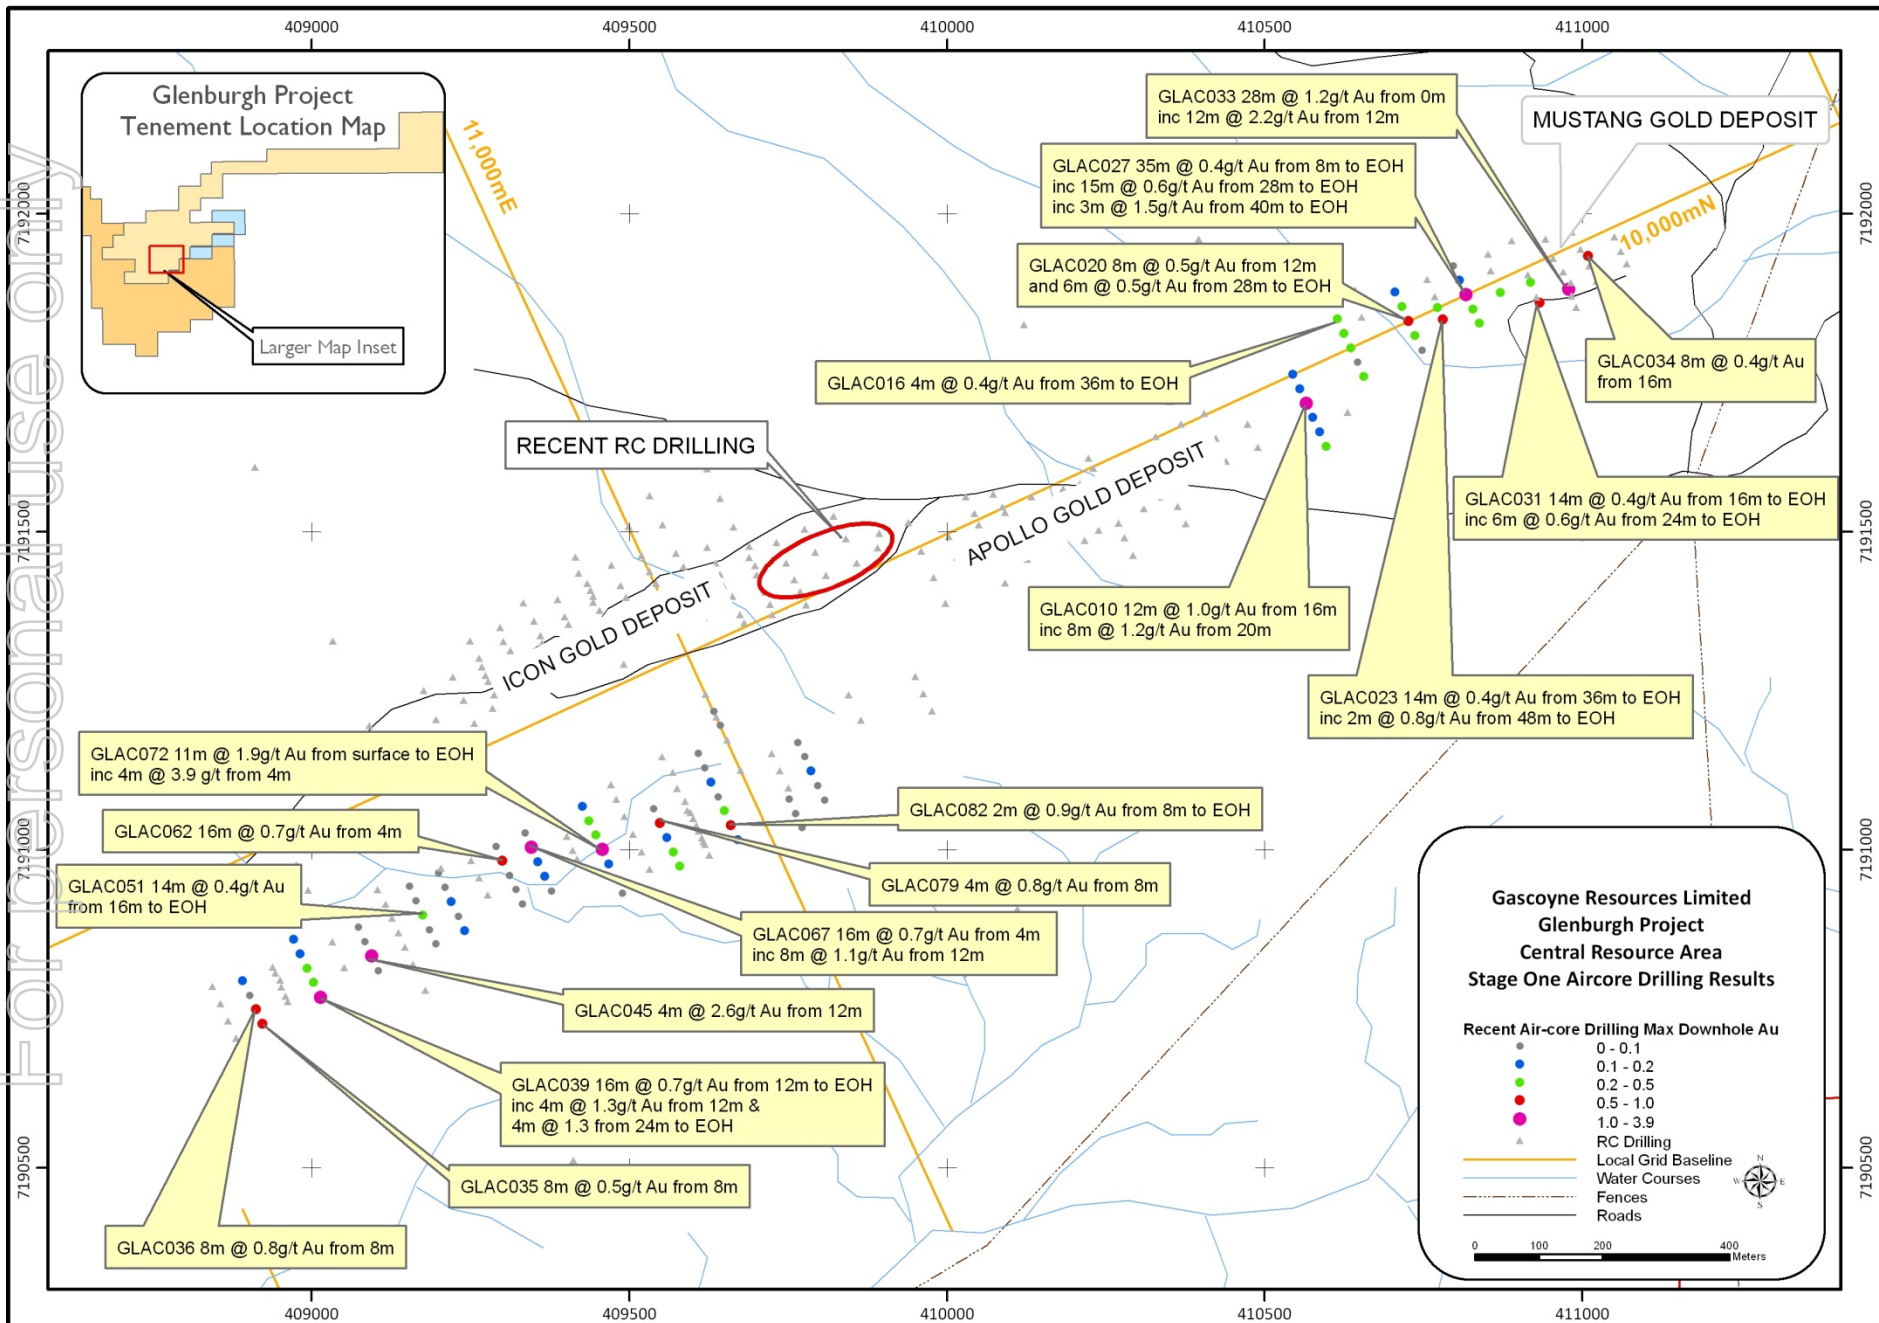 409000
409500
410000
410500
411000
Glenburgh Project
Tenement Location Map
Larger Map Inset
11,000mE
GLAC033 28m @ 1.2g/t Au from 0m
inc 12m @ 2.2g/t Au from 12m
MUSTANG GOLD DEPOSIT
GLAC027 35m @ 0.4g/t Au from 8m to EOH
inc 15m @ 0.6g/t Au from 28m to EOH
inc 3m @ 1.5g/t Au from 40m to EOH
10,000mN
7192000
7192000
GLAC020 8m @ 0.5g/t Au from 12m
and 6m @ 0.5g/t Au from 28m to EOH
GLAC016 4m @ 0.4g/t Au from 36m to EOH
GLAC034 8m @ 0.4g/t Au
from 16m
RECENT RC DRILLING
APOLLO GOLD DEPOSIT
GLAC031 14m @ 0.4g/t Au from 16m to EOH
inc 6m @ 0.6g/t Au from 24m to EOH
7191500
7191500
ICON GOLD DEPOSIT
GLAC010 12m @ 1.0g/t Au from 16m
inc 8m @ 1.2g/t Au from 20m
GLAC023 14m @ 0.4g/t Au from 36m to EOH
inc 2m @ 0.8g/t Au from 48m to EOH
GLAC072 11m @ 1.9g/t Au from surface to EOH
inc 4m @ 3.9 g/t from 4m
GLAC062 16m @ 0.7g/t Au from 4m
GLAC082 2m @ 0.9g/t Au from 8m to EOH
7191000
7191000
GLAC051 14m @ 0.4g/t Au
from 16m to EOH
GLAC079 4m @ 0.8g/t Au from 8m
GLAC067 16m @ 0.7g/t Au from 4m
inc 8m @ 1.1g/t Au from 12m
GLAC045 4m @ 2.6g/t Au from 12m
GLAC039 16m @ 0.7g/t Au from 12m to EOH
inc 4m @ 1.3g/t Au from 12m &
4m @ 1.3 from 24m to EOH
GLAC035 8m @ 0.5g/t Au from 8m
GLAC036 8m @ 0.8g/t Au from 8m
7190500
7190500
Gascoyne Resources Limited
Glenburgh Project
Central Resource Area
Stage One Aircore Drilling Results
Recent Air-core Drilling Max Downhole Au
0 - 0.1
0.1 - 0.2
0.2 - 0.5
0.5 - 1.0
1.0 - 3.9
RC Drilling
Local Grid Baseline
Water Courses
Fences
Roads
N
W
E
S
0 100 200 400
Meters
409000
409500
410000
410500
411000
For personal use only